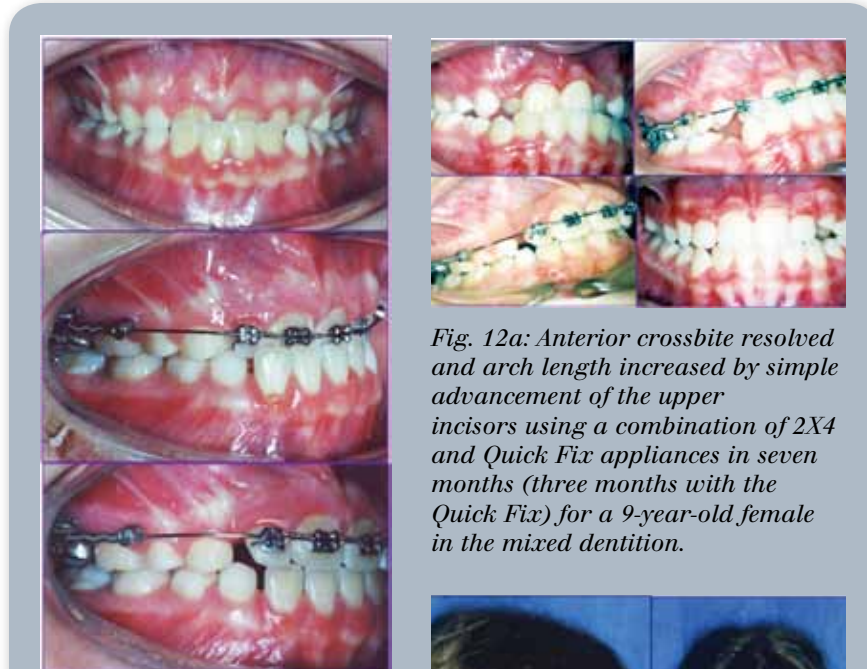 Fig. 12a: Anterior crossbite resolved
and arch length increased by simple
advancement of the upper
incisors using a combination of 2X4
and Quick Fix appliances in seven
months (three months with the
Quick Fix) for a 9-year-old female
in the mixed dentition.